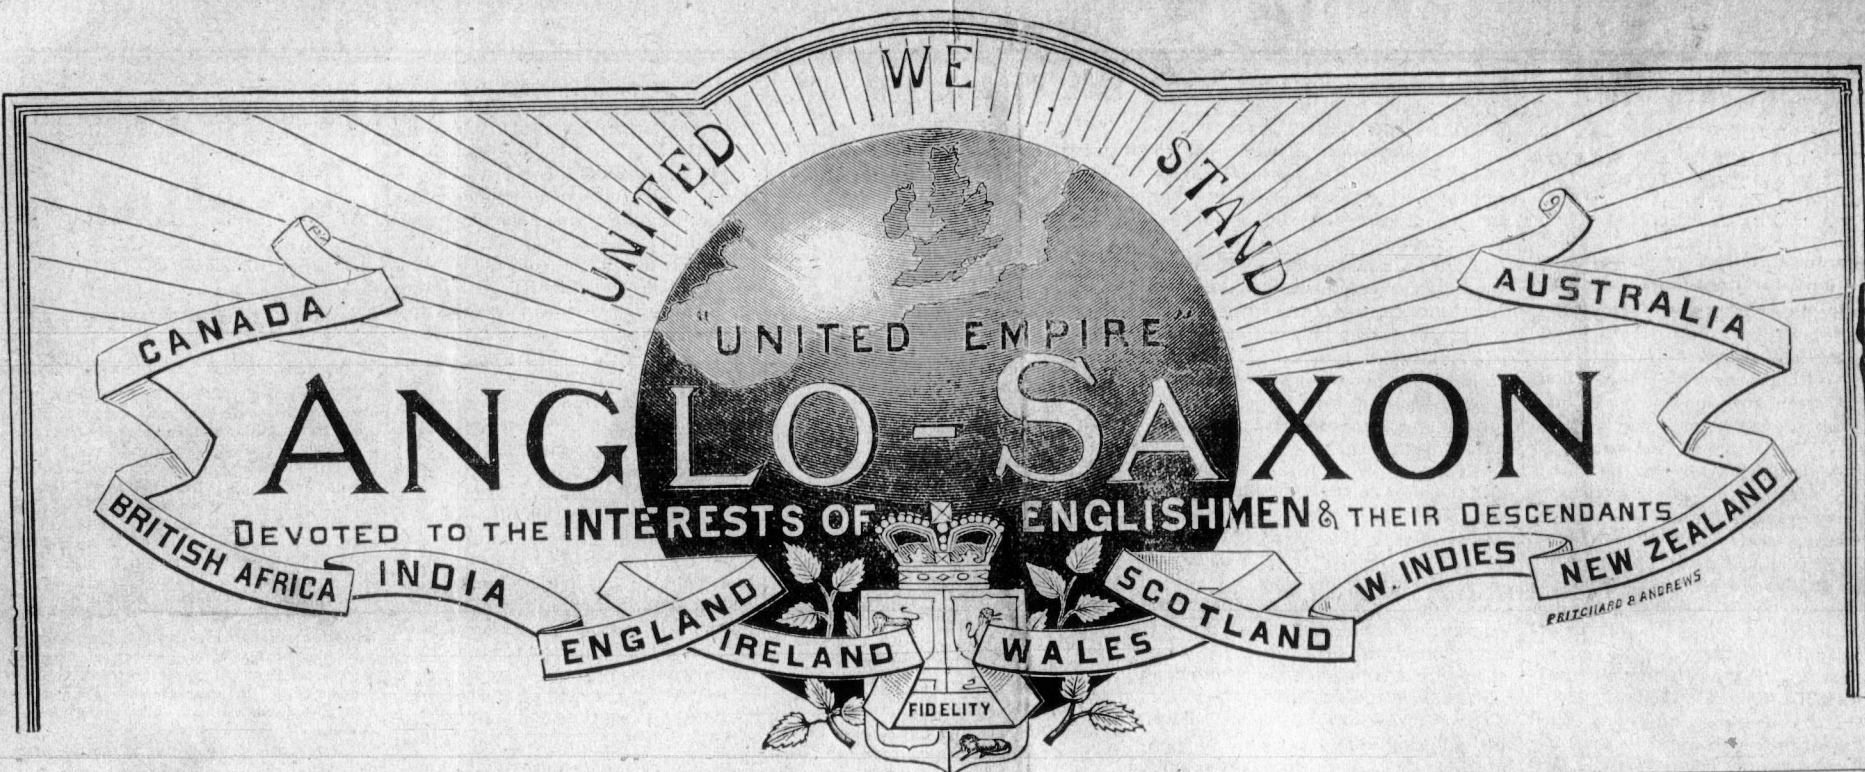 UNITED WE STAND
"UNITED EMPIRE"
CANADA
AUSTRALIA
ANGLO-SAXON
DEVOTED TO THE INTERESTS OF ENGLISHMEN & THEIR DESCENDANTS
BRITISH AFRICA
INDIA
ENGLAND
IRELAND
WALES
SCOTLAND
W. INDIES
NEW ZEALAND
PRITCHARD & ANDREWS
FIDELITY